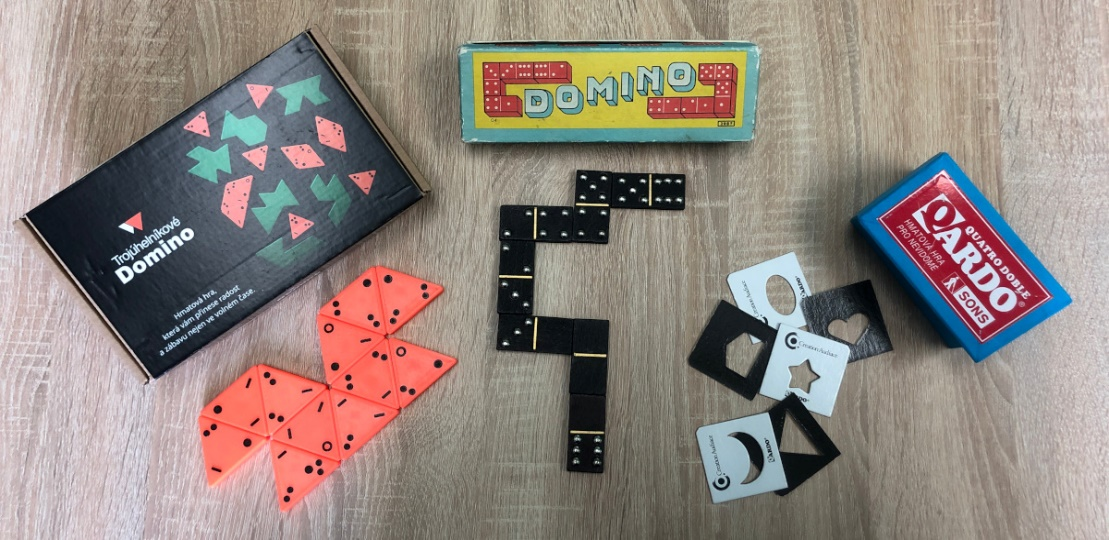 Trojúhelníkové
Domino
Hmatová hra,
která vám přinese radost
a zábavu nejen ve volném čase.
DOMINO
QUATRO DOBLE
QARDO®
HMATOVÁ HRA
PRO NEVIDOMÉ
SONS